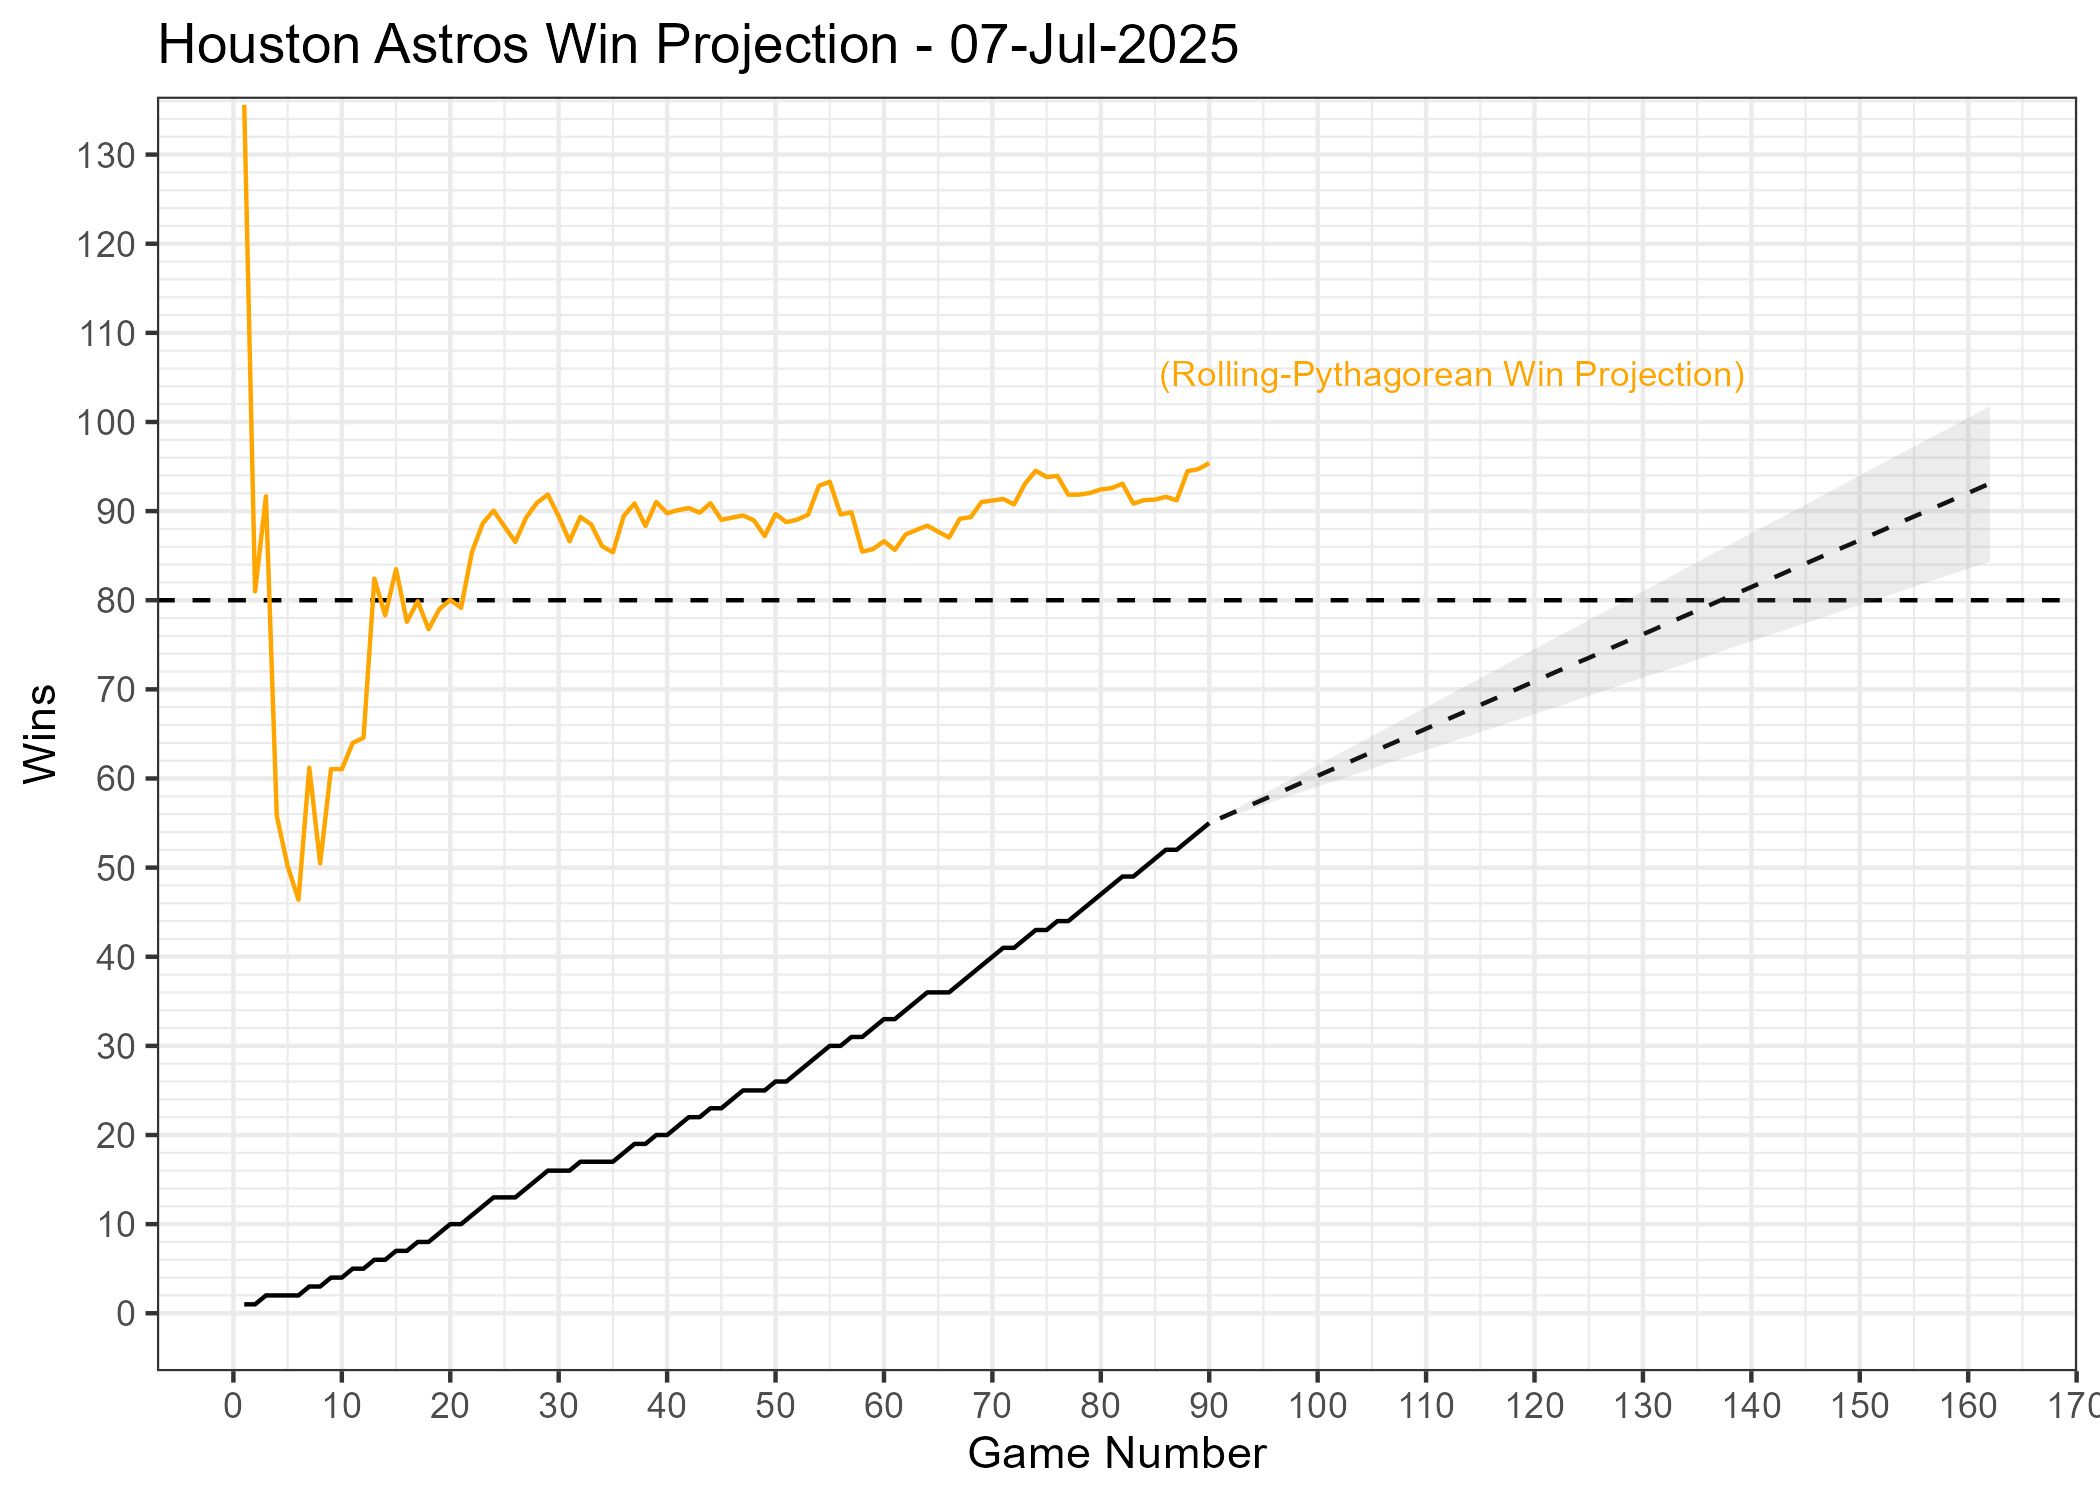 Houston Astros Win Projection - 07-Jul-2025
130
120
110
(Rolling-Pythagorean Win Projection)
100
90
80
70
Wins
60
50
40
30
20
10
0
0 10 20 30 40 50 60 70 80 90 100 110 120 130 140 150 160 170
Game Number